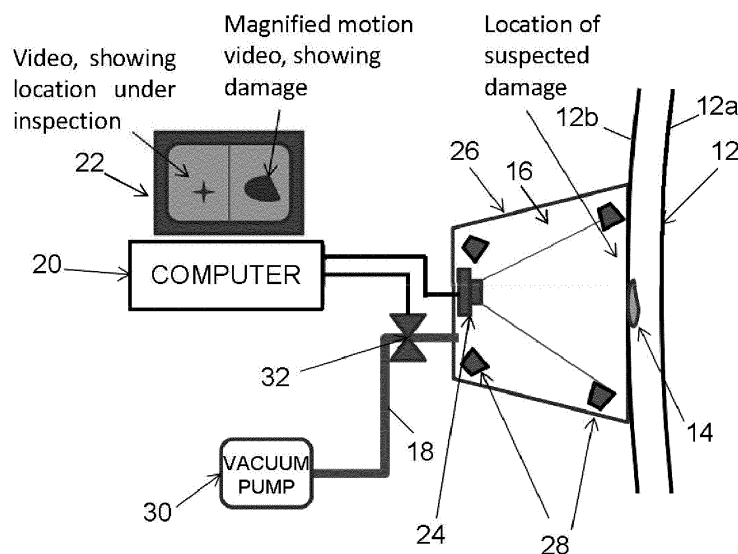 Video, showing
location under
inspection
Magnified motion
video, showing
damage
Location of
suspected
damage
12b
12a
12
22
26
16
20
COMPUTER
32
18
14
VACUUM
PUMP
30
24
28